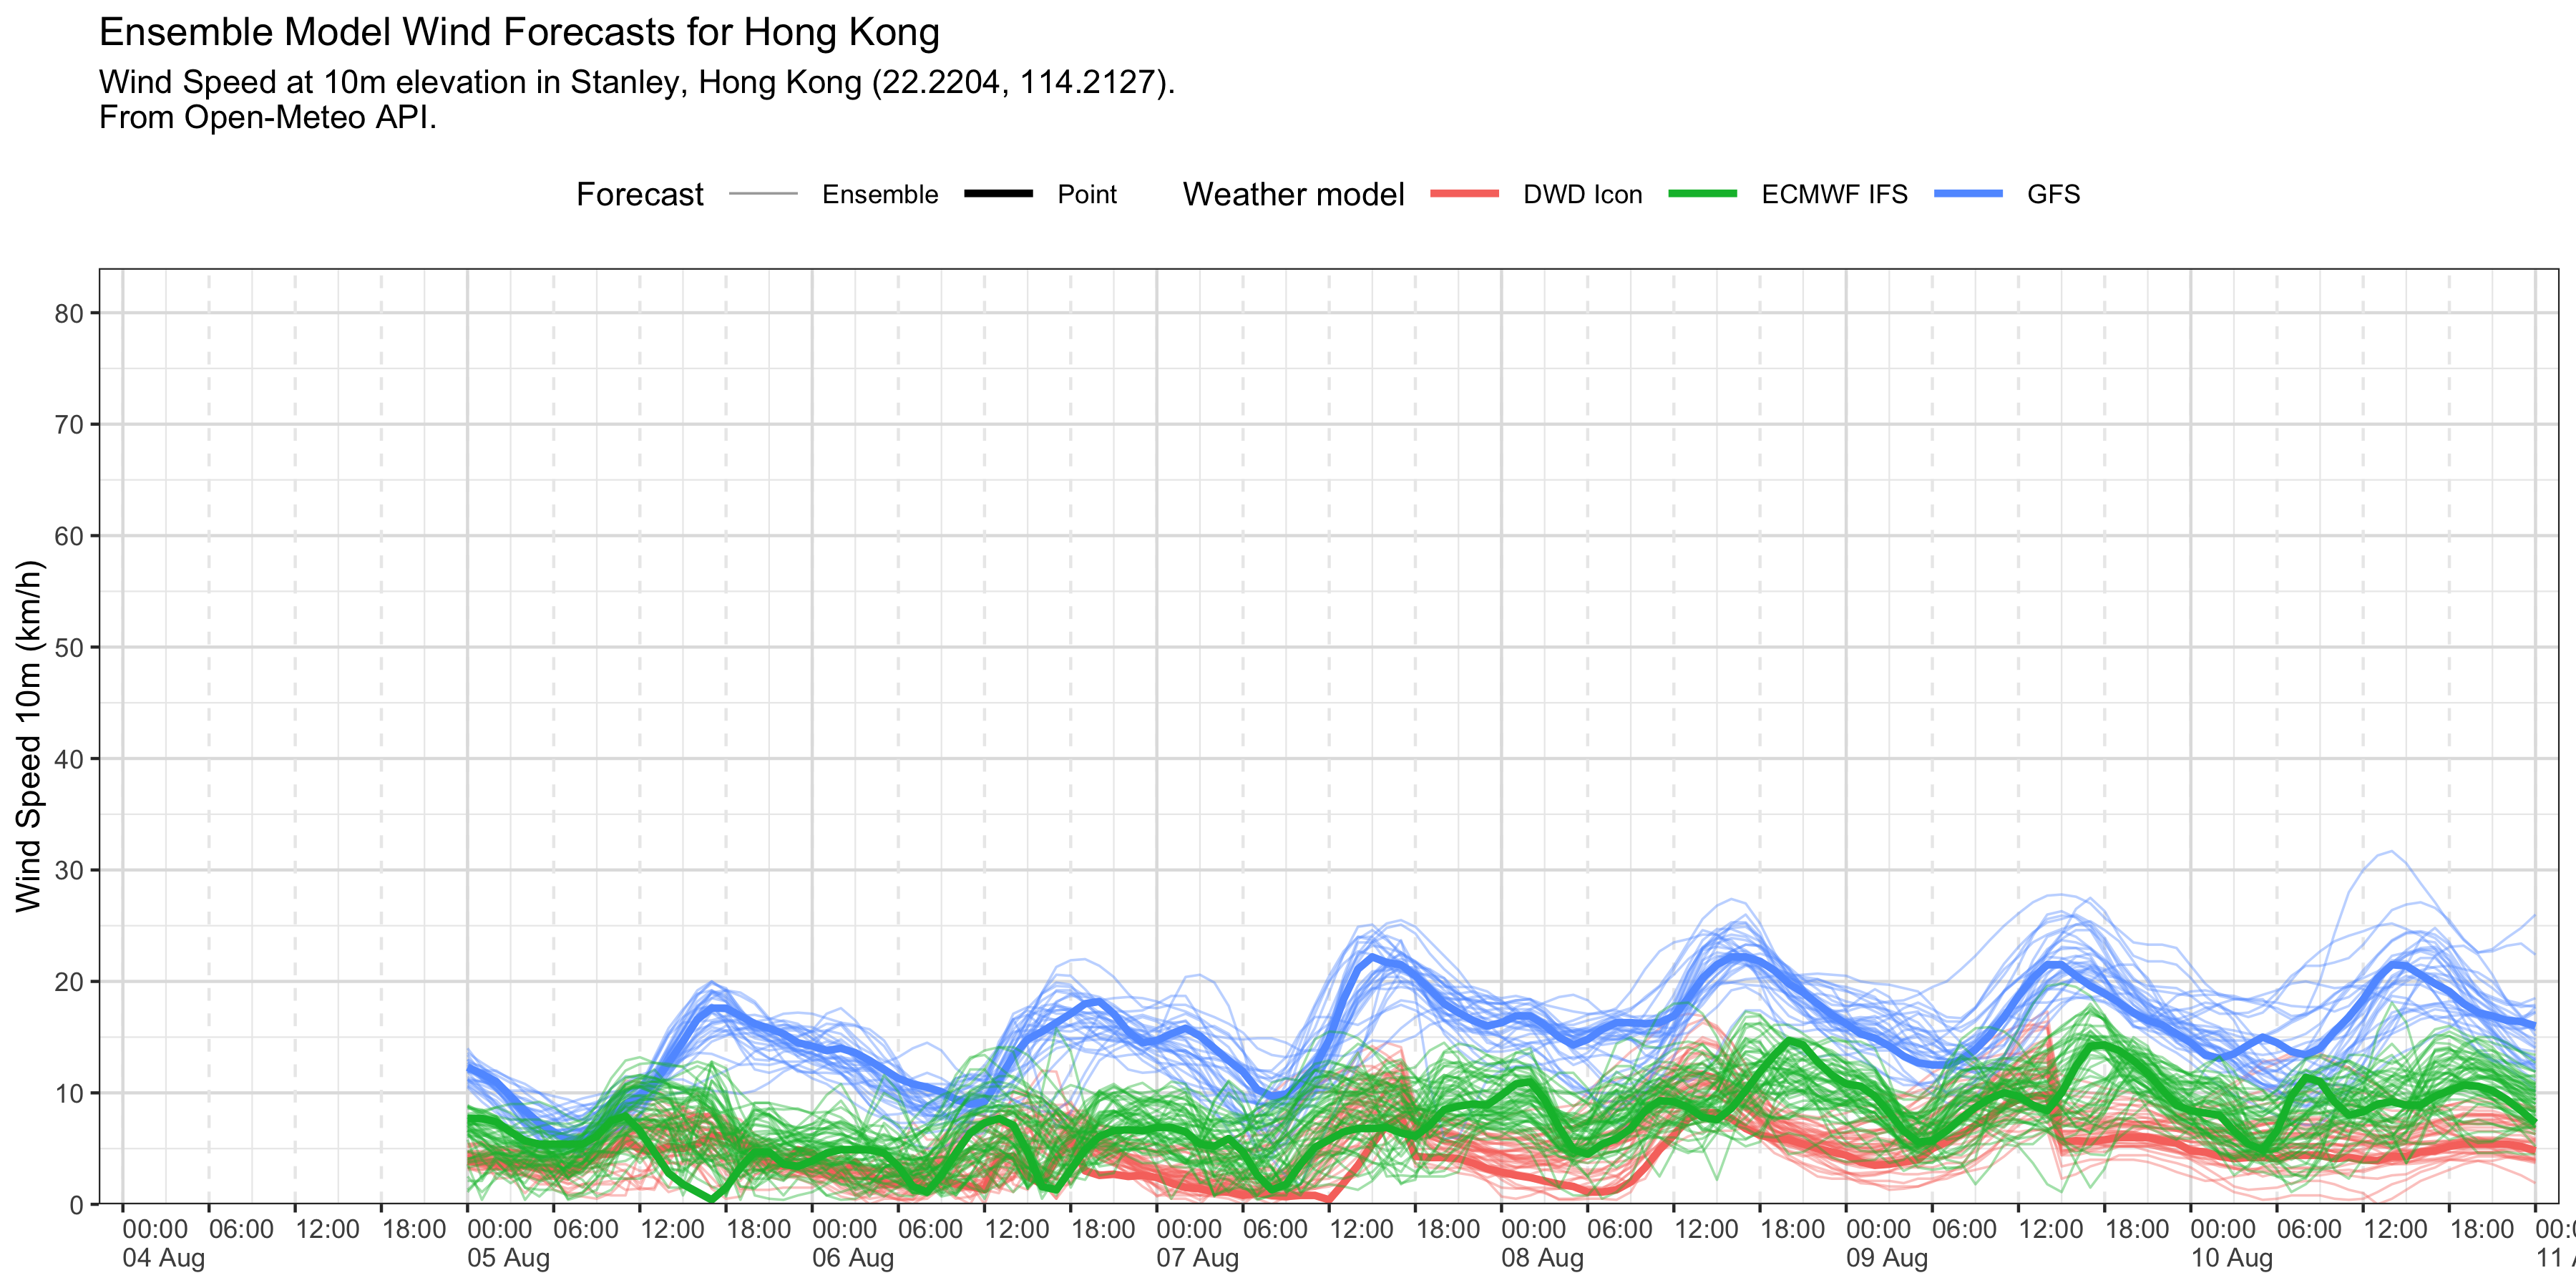 Ensemble Model Wind Forecasts for Hong Kong
Wind Speed at 10m elevation in Stanley, Hong Kong (22.2204, 114.2127).
From Open-Meteo API.
Forecast Ensemble Point Weather model DWD Icon ECMWF IFS GFS
Wind Speed 10m (km/h)
80
70
60
50
40
30
20
10
0
00:00 06:00 12:00 18:00 00:00 06:00 12:00 18:00 00:00 06:00 12:00 18:00 00:00 06:00 12:00 18:00 00:00 06:00 12:00 18:00 00:00 06:00 12:00 18:00 00:00 06:00 12:00 18:00 00:0
04 Aug 05 Aug 06 Aug 07 Aug 08 Aug 09 Aug 10 Aug 11 A